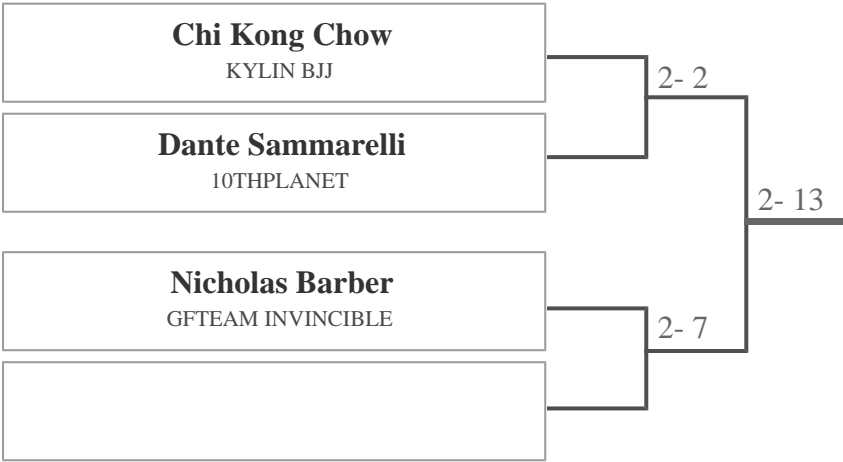 Chi Kong Chow
KYLIN BJJ
2- 2
Dante Sammarelli
10THPLANET
2- 13
Nicholas Barber
GFTEAM INVINCIBLE
2- 7